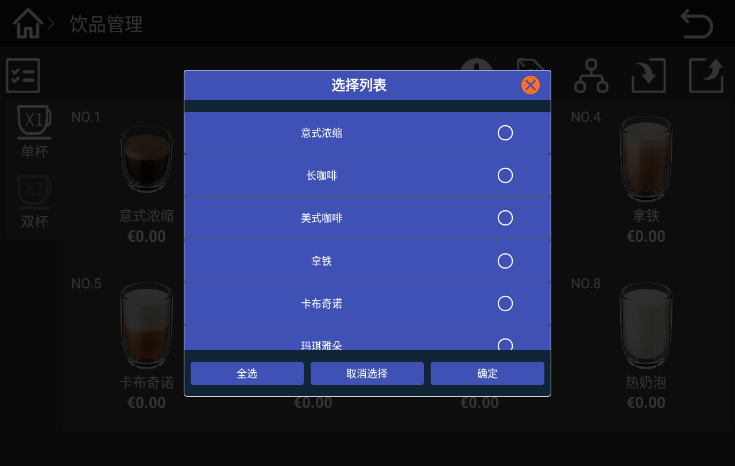 饮品管理
选择列表
X1
单杯
X2
双杯
NO.1
意式浓缩
€0.00
NO.4
拿铁
€0.00
意式浓缩
长咖啡
美式咖啡
拿铁
卡布奇诺
玛琪雅朵
NO.5
卡布奇诺
€0.00
€0.00
€0.00
NO.8
热奶泡
€0.00
全选
取消选择
确定